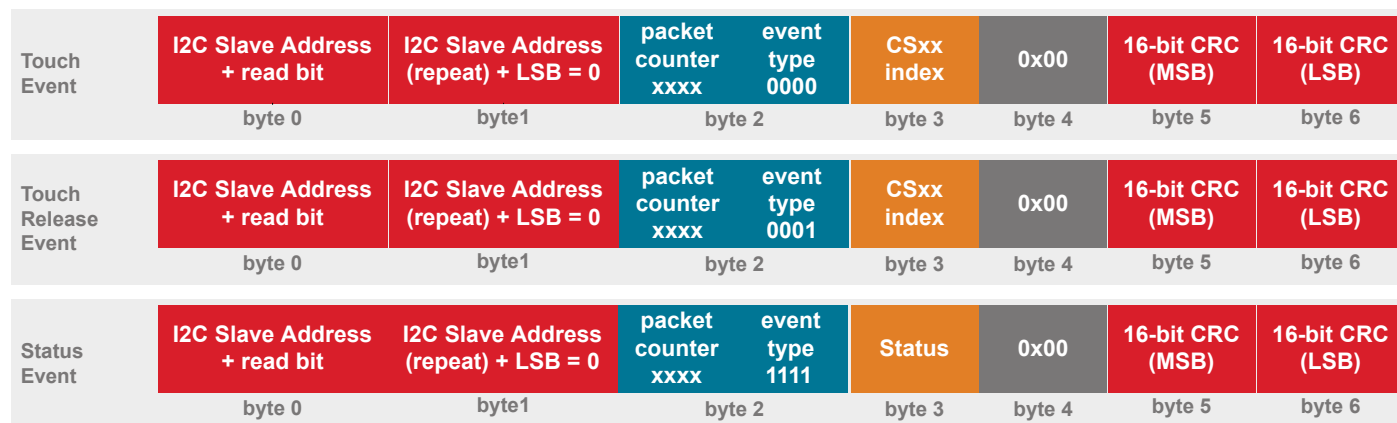 Touch
Event
I2C Slave Address
+ read bit
I2C Slave Address
(repeat) + LSB = 0
packet
counter
xxxx
event
type
0000
CSxx
index
0x00
16-bit CRC
(MSB)
16-bit CRC
(LSB)
byte 0
byte1
byte 2
byte 3
byte 4
byte 5
byte 6
Touch
Release
Event
I2C Slave Address
+ read bit
I2C Slave Address
(repeat) + LSB = 0
packet
counter
xxxx
event
type
0001
CSxx
index
0x00
16-bit CRC
(MSB)
16-bit CRC
(LSB)
byte 0
byte1
byte 2
byte 3
byte 4
byte 5
byte 6
Status
Event
I2C Slave Address
+ read bit
I2C Slave Address
(repeat) + LSB = 0
packet
counter
xxxx
event
type
1111
Status
0x00
16-bit CRC
(MSB)
16-bit CRC
(LSB)
byte 0
byte1
byte 2
byte 3
byte 4
byte 5
byte 6